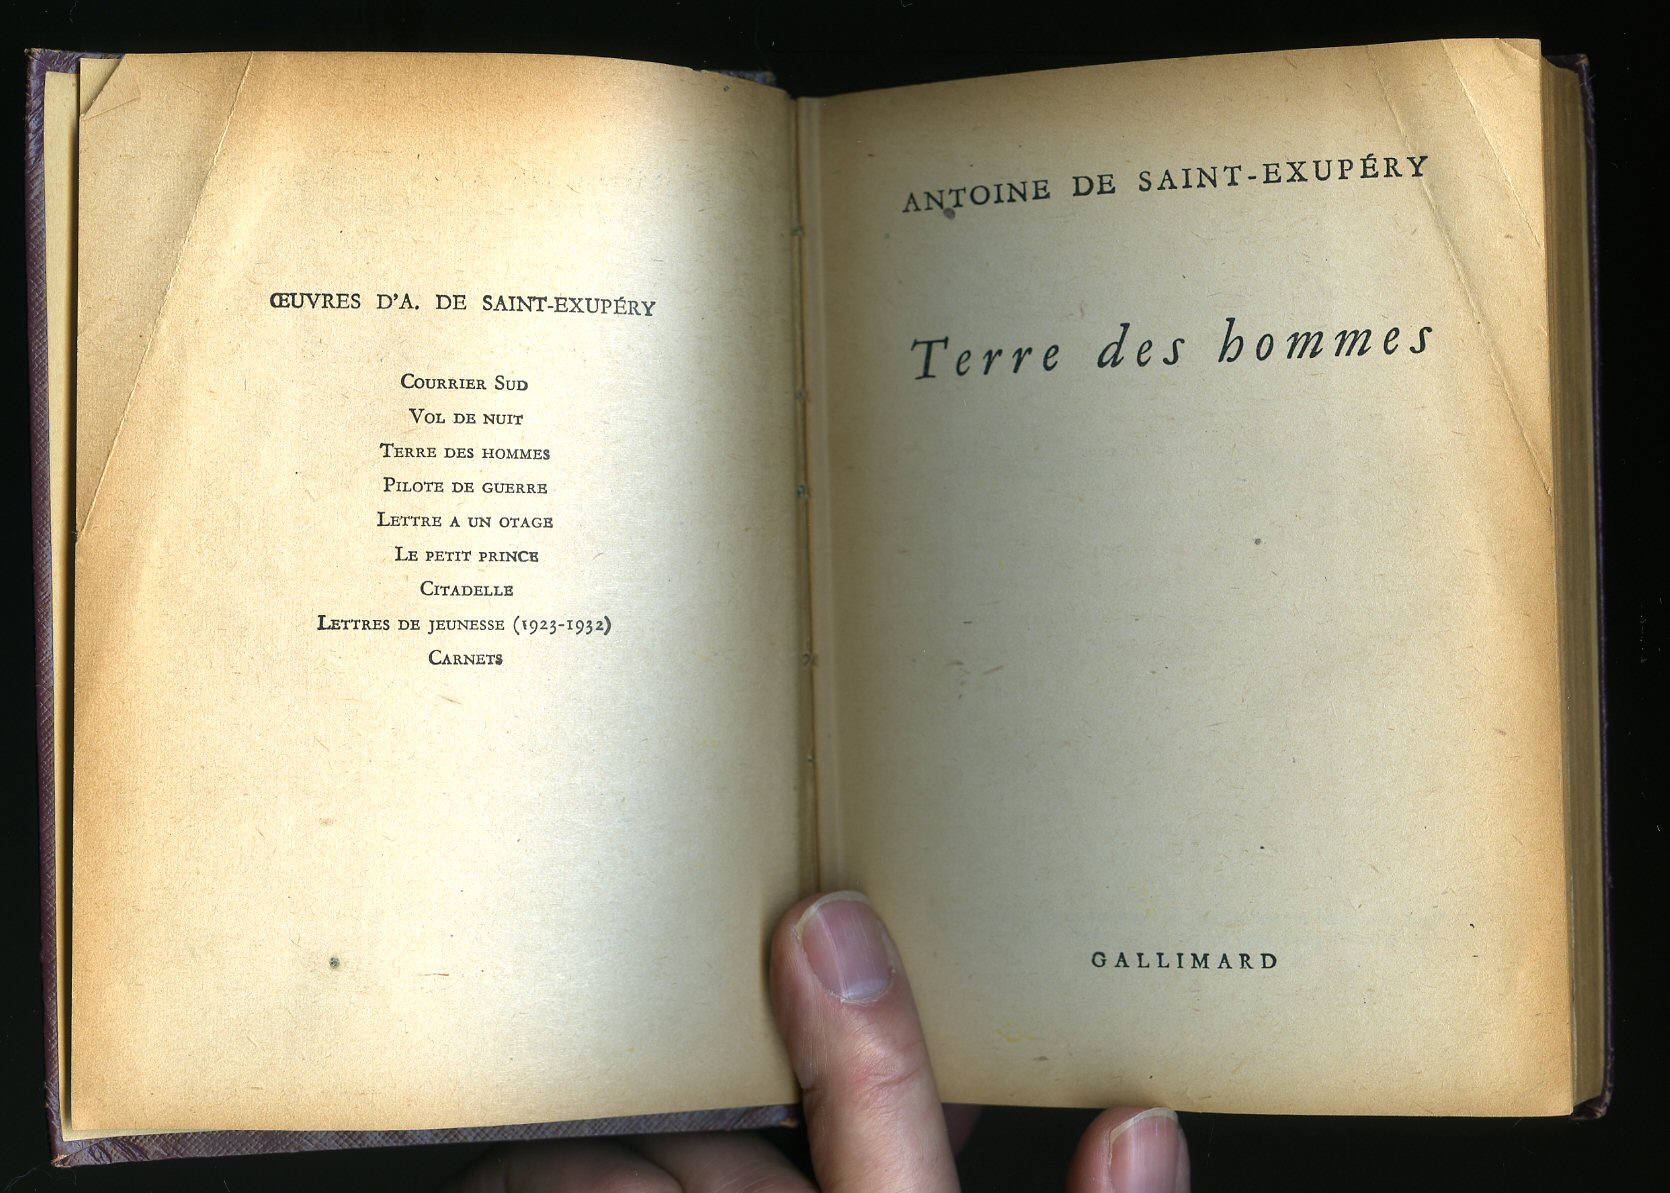 ŒUVRES D'A. DE SAINT-EXUPÉRY
COURRIER SUD
VOL DE NUIT
TERRE DES HOMMES
PILOTE DE GUERRE
LETTRE A UN OTAGE
LE PETIT PRINCE
CITADELLE
LETTRES DE JEUNESSE (1923-1932)
CARNETS
ANTOINE DE SAINT-EXUPÉRY
Terre des hommes
GALLIMARD